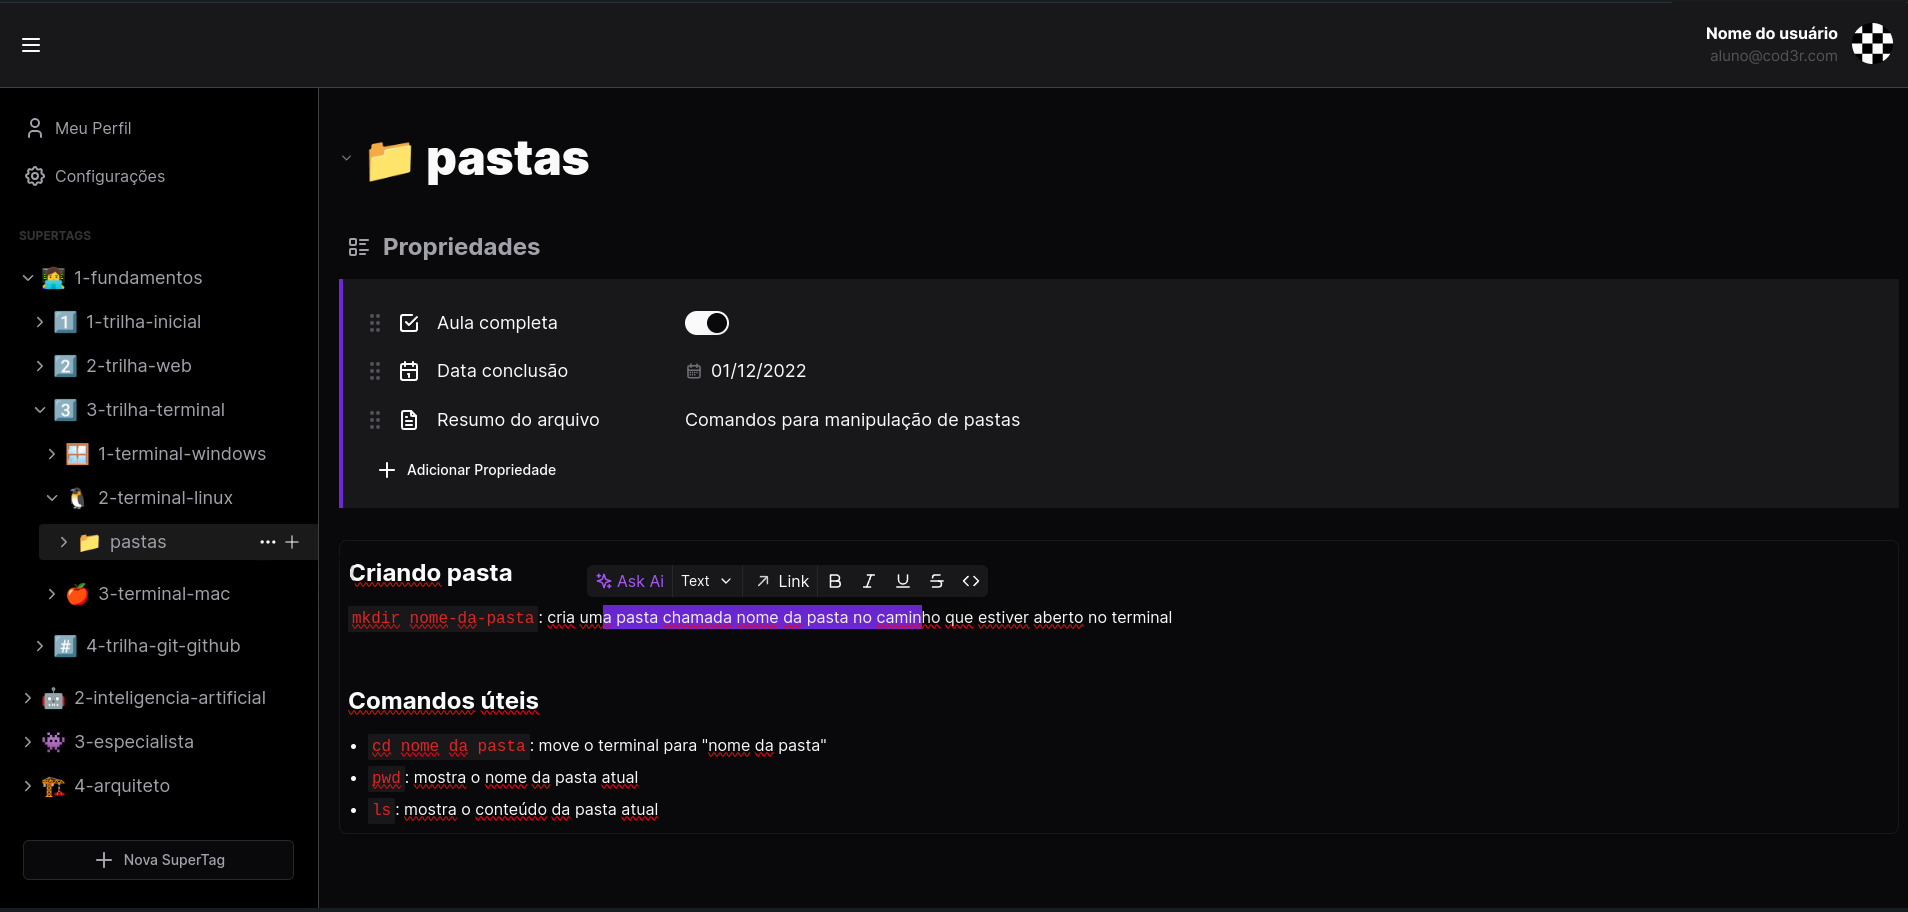 Nome do usuário
aluno@cod3r.com
Meu Perfil
Configurações
SUPERTAGS
1-fundamentos
1-trilha-inicial
2-trilha-web
3-trilha-terminal
1-terminal-windows
2-terminal-linux
pastas
3-terminal-mac
4-trilha-git-github
2-inteligencia-artificial
3-especialista
4-arquiteto
Nova SuperTag
pastas
Propriedades
Aula completa
Data conclusão 01/12/2022
Resumo do arquivo Comandos para manipulação de pastas
Adicionar Propriedade
Criando pasta
Ask Ai Text Link B I U S <>
mkdir nome-da-pasta: cria uma pasta chamada nome da pasta no caminho que estiver aberto no terminal
Comandos úteis
• cd nome da pasta: move o terminal para "nome da pasta"
• pwd: mostra o nome da pasta atual
• ls: mostra o conteúdo da pasta atual